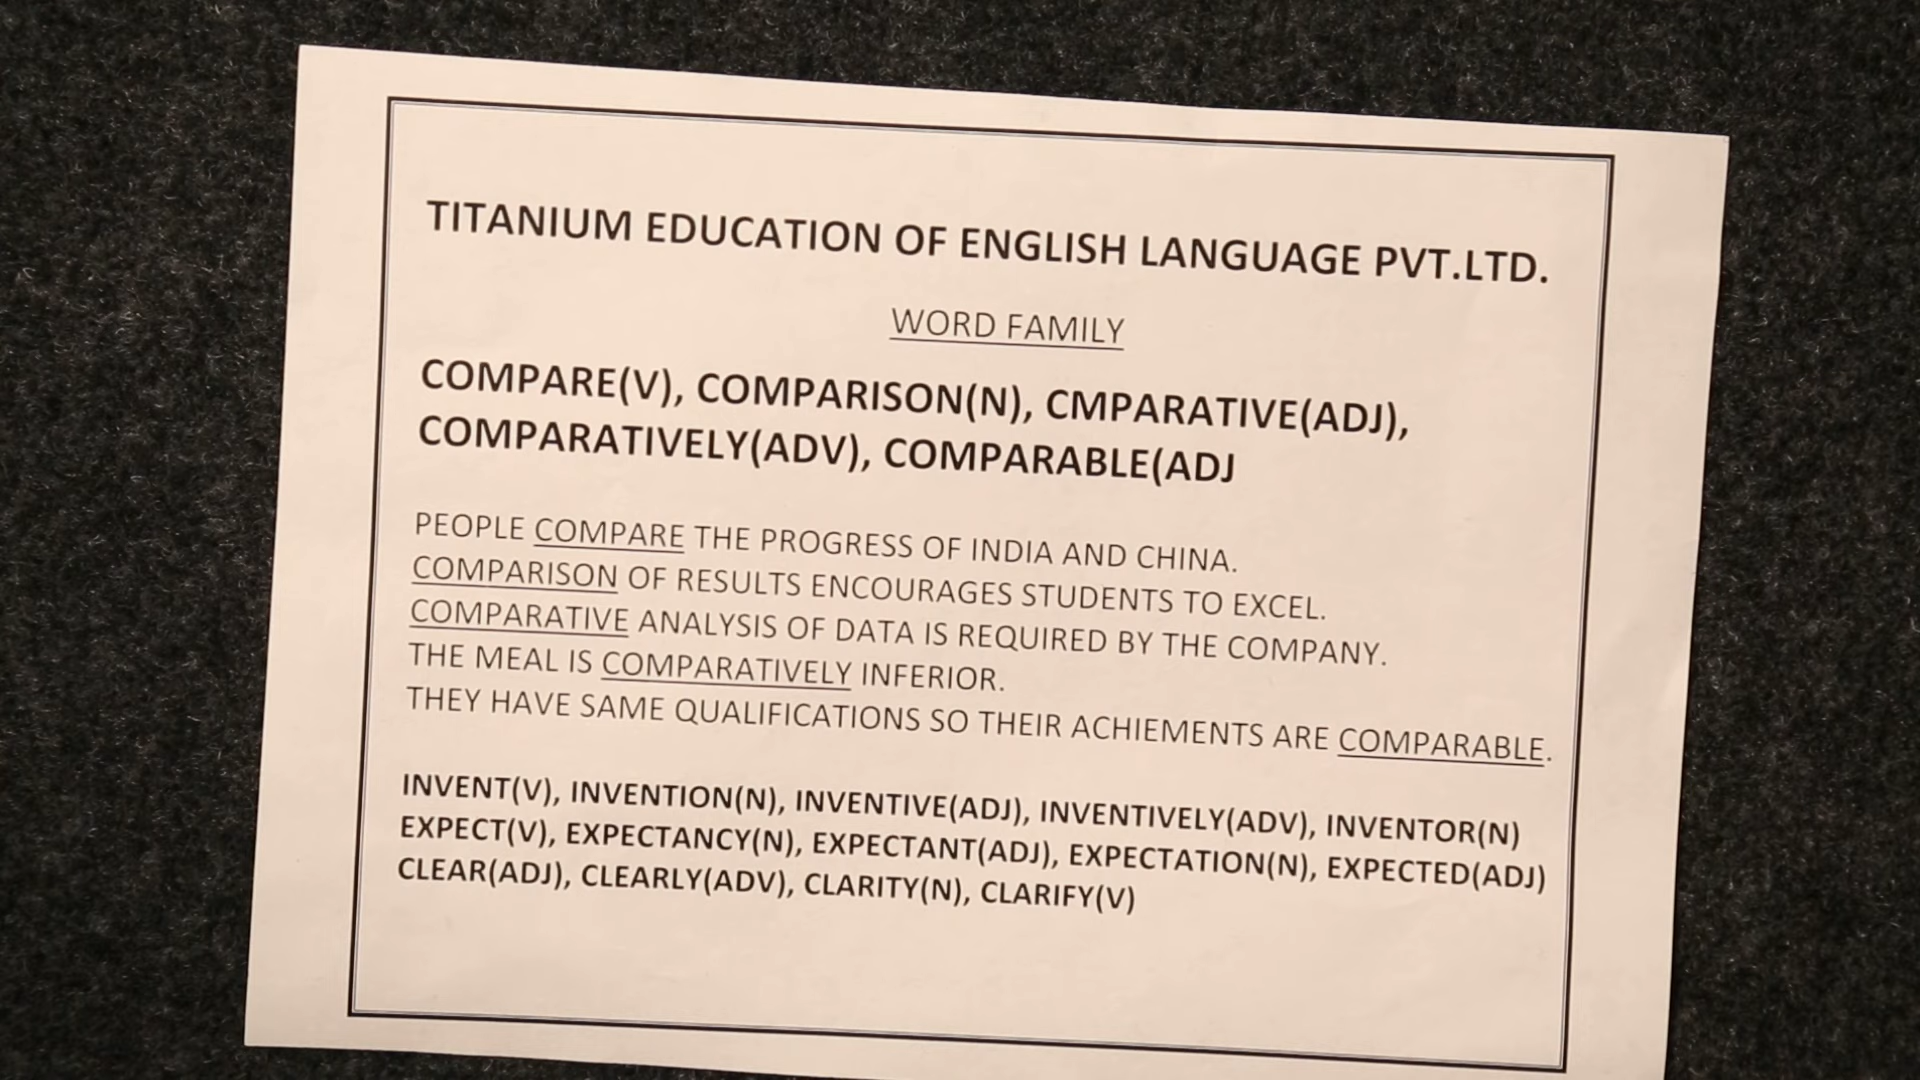 TITANIUM EDUCATION OF ENGLISH LANGUAGE PVT.LTD.
WORD FAMILY
COMPARE(V), COMPARISON(N), CMPARATIVE(ADJ),
COMPARATIVELY(ADV), COMPARABLE(ADJ
PEOPLE COMPARE THE PROGRESS OF INDIA AND CHINA.
COMPARISON OF RESULTS ENCOURAGES STUDENTS TO EXCEL.
COMPARATIVE ANALYSIS OF DATA IS REQUIRED BY THE COMPANY.
THE MEAL IS COMPARATIVELY INFERIOR.
THEY HAVE SAME QUALIFICATIONS SO THEIR ACHIEMENTS ARE COMPARABLE.
INVENT(V), INVENTION(N), INVENTIVE(ADJ), INVENTIVELY(ADV), INVENTOR(N)
EXPECT(V), EXPECTANCY(N), EXPECTANT(ADJ), EXPECTATION(N), EXPECTED(ADJ)
CLEAR(ADJ), CLEARLY(ADV), CLARITY(N), CLARIFY(V)